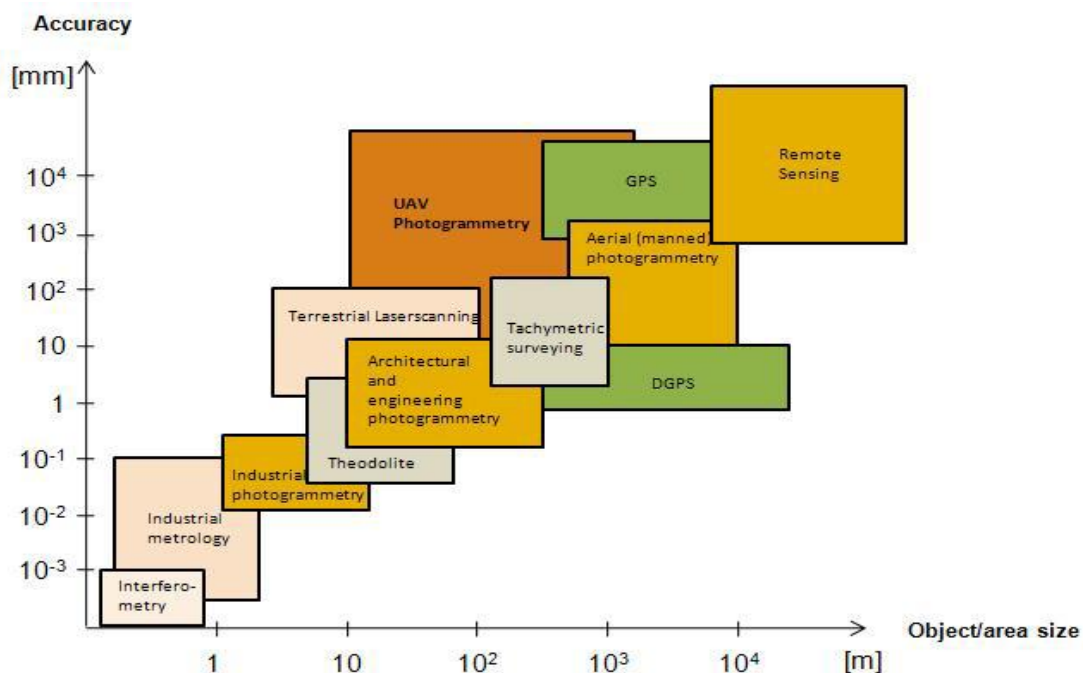 Accuracy
[mm]
10⁴
10³
10²
10
1
10⁻¹
10⁻²
10⁻³
UAV
Photogrammetry
GPS
Remote
Sensing
Aerial (manned)
photogrammetry
Terrestrial Laserscanning
Tachymetric
surveying
Architectural
and
engineering
photogrammetry
DGPS
Theodolite
Industrial
photogrammetry
Industrial
metrology
Interfero-
metry
1
10
10²
10³
10⁴
[m]
Object/area size